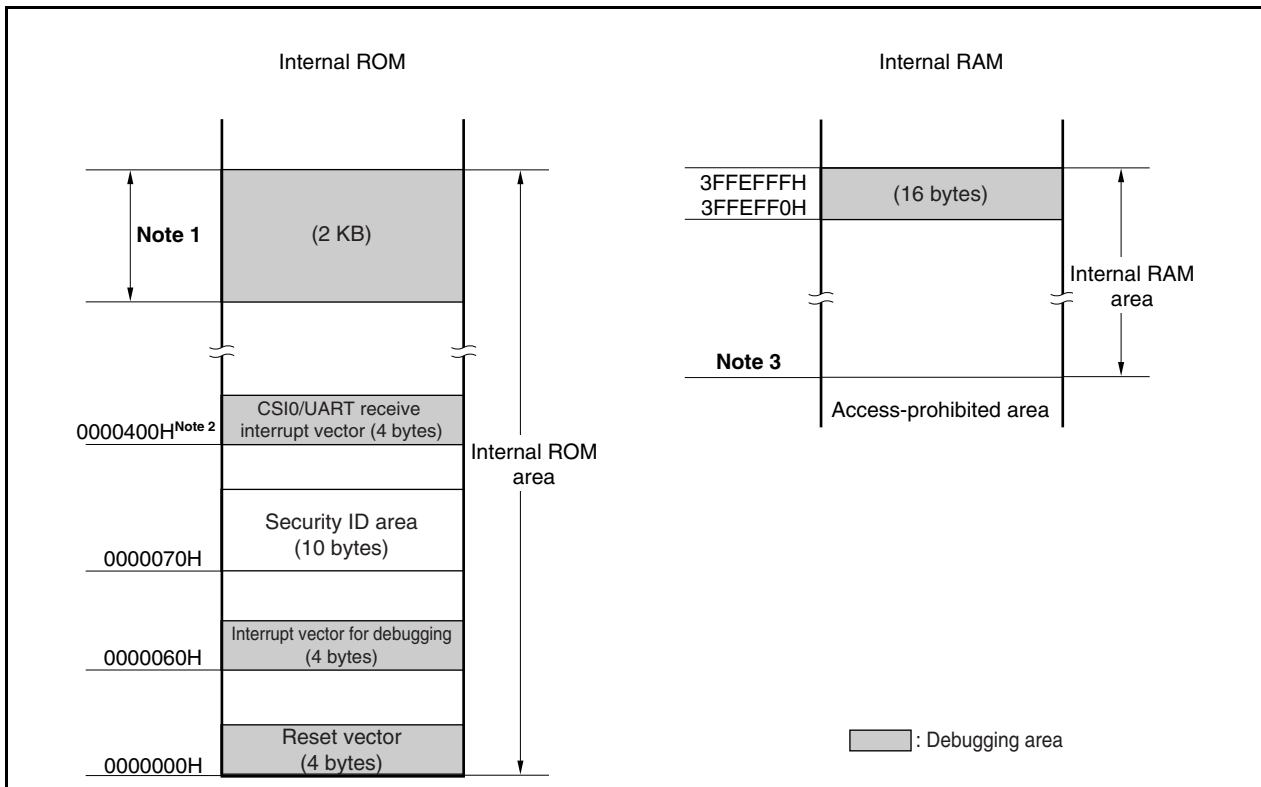 Internal ROM
Note 1
(2 KB)
CSI0/UART receive
interrupt vector (4 bytes)
0000400H Note 2
Internal ROM
area
Security ID area
(10 bytes)
0000070H
Interrupt vector for debugging
(4 bytes)
0000060H
Reset vector
(4 bytes)
0000000H
Internal RAM
3FFEFFFH
(16 bytes)
3FFEFF0H
Internal RAM
area
Note 3
Access-prohibited area
: Debugging area